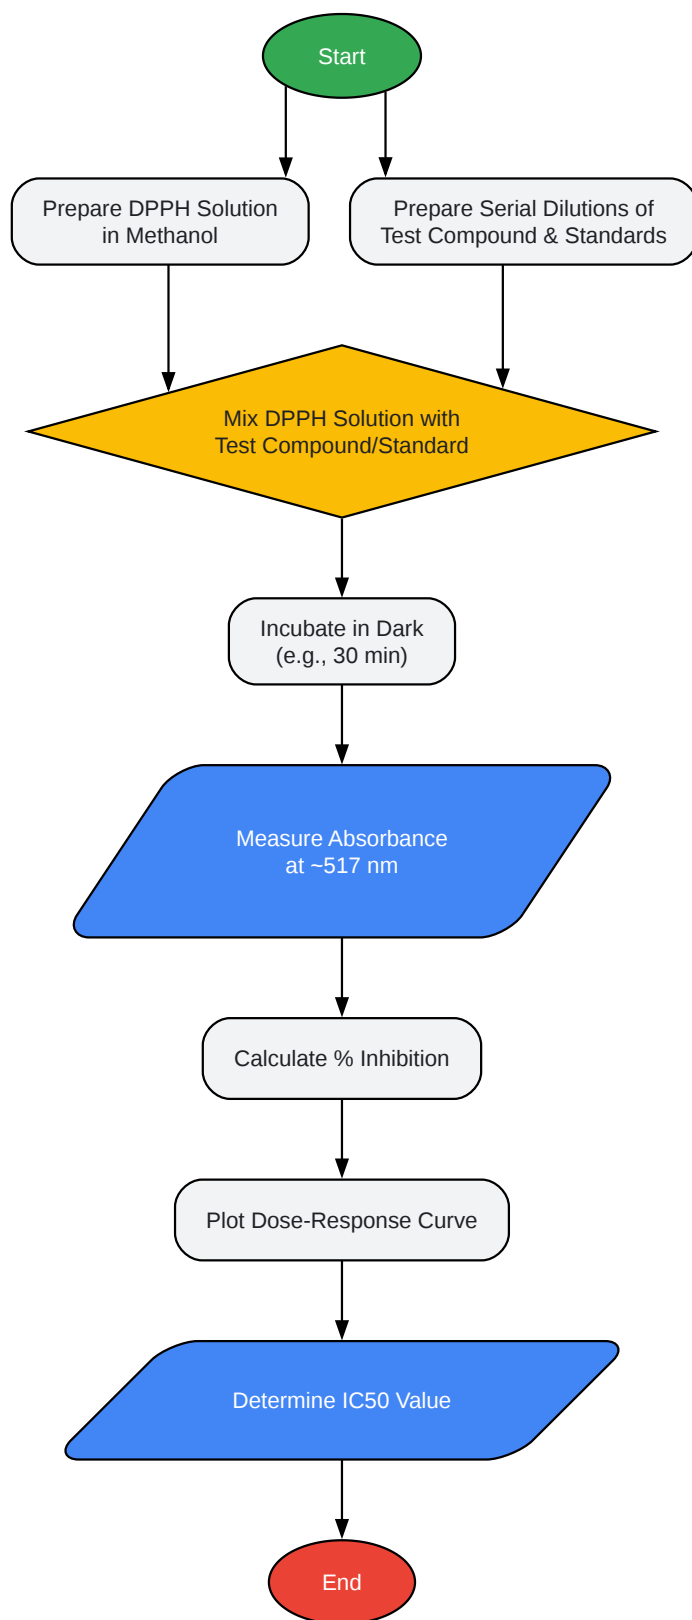 Start
Prepare DPPH Solution
in Methanol
Prepare Serial Dilutions of
Test Compound & Standards
Mix DPPH Solution with
Test Compound/Standard
Incubate in Dark
(e.g., 30 min)
Measure Absorbance
at ~517 nm
Calculate % Inhibition
Plot Dose-Response Curve
Determine IC50 Value
End